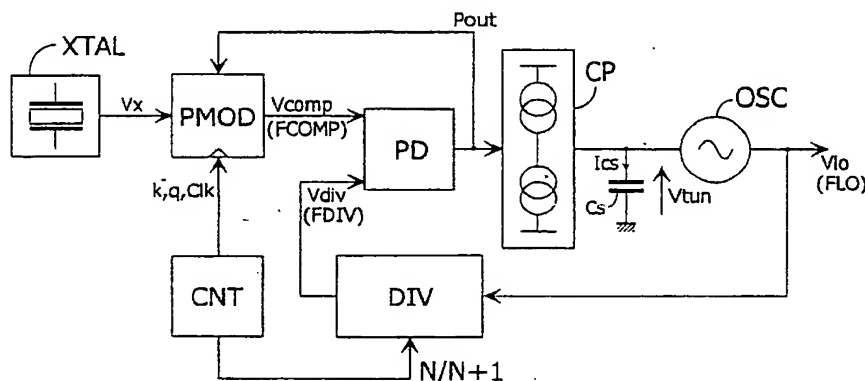 XTAL
Pout
CP
OSC
Vx
PMOD
Vcomp
(FCOMP)
PD
Ics
Cs
Vtun
Vlo
(FLO)
k,q,Clk
Vdiv
(FDIV)
CNT
DIV
N/N+1